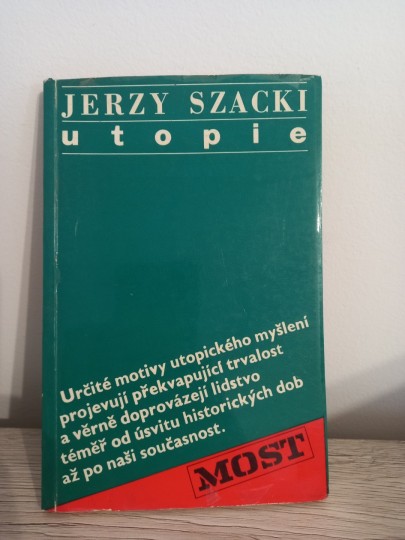 JERZY SZACKI
utopie
Určité motivy utopického myšlení
projevují překvapující trvalost
a věrně doprovázejí lidstvo
téměř od úsvitu historických dob
až po naši současnost.
MOST